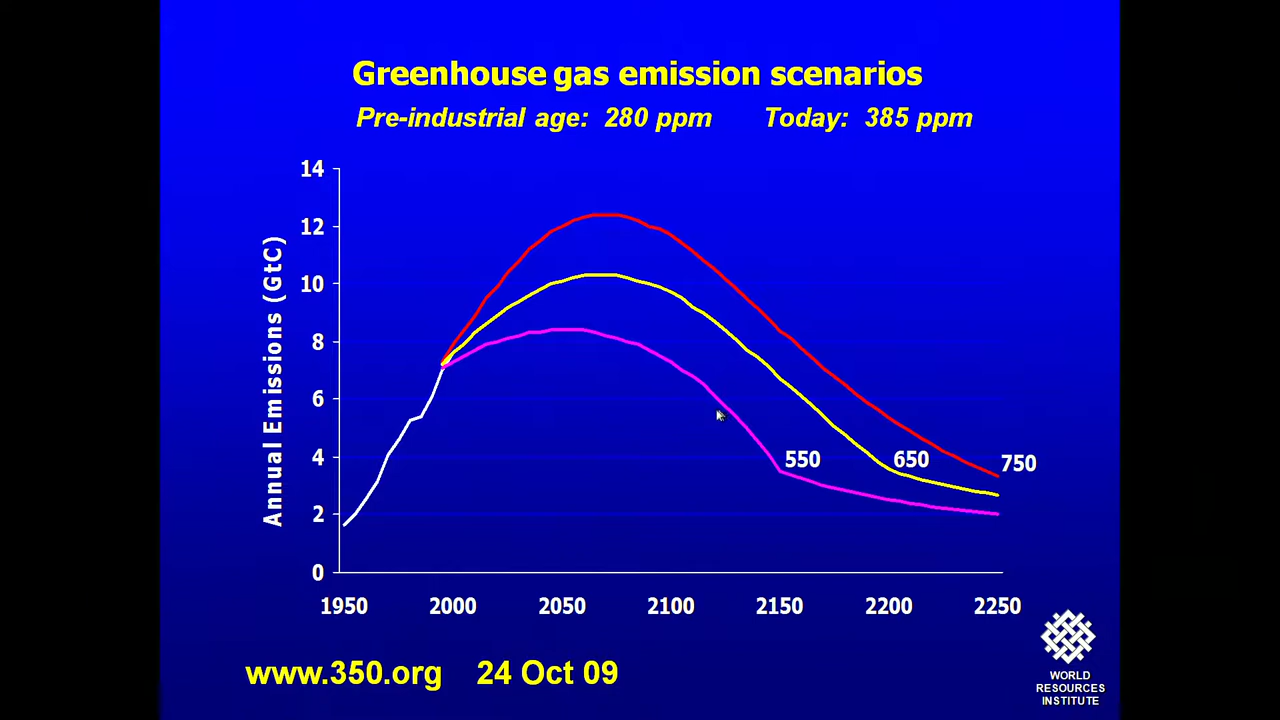 Greenhouse gas emission scenarios
Pre-industrial age: 280 ppm Today: 385 ppm
Annual Emissions (GtC)
14
12
10
8
6
4
2
0
550
650
750
1950 2000 2050 2100 2150 2200 2250
www.350.org 24 Oct 09
WORLD
RESOURCES
INSTITUTE